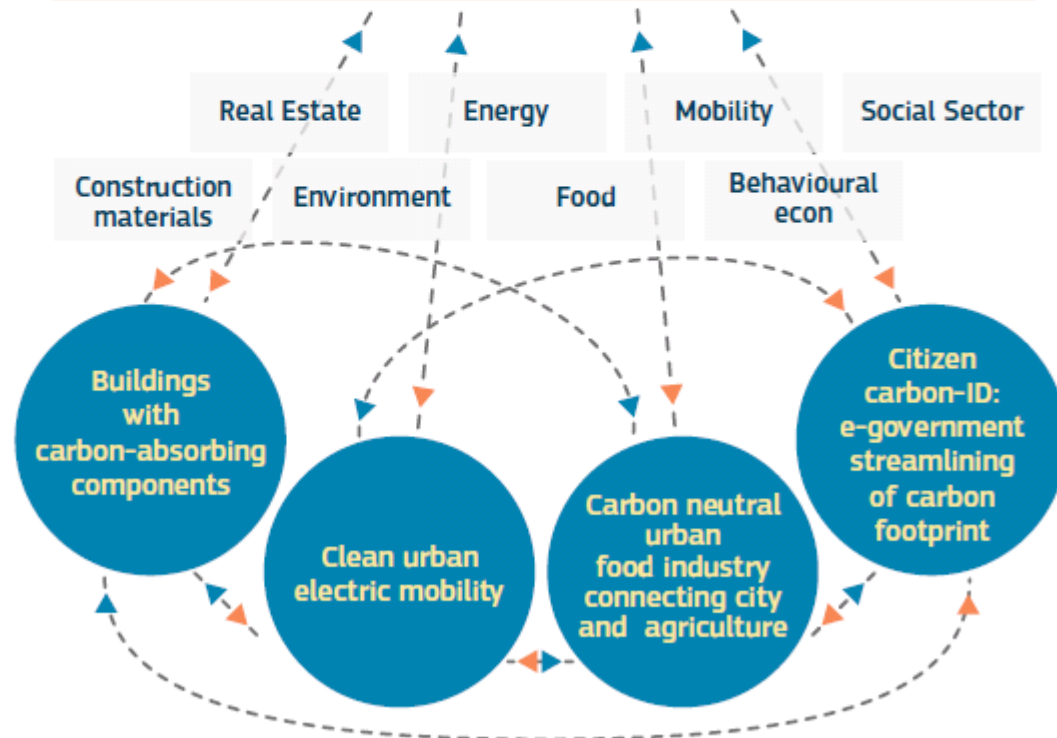 Real Estate
Energy
Mobility
Social Sector
Construction
materials
Environment
Food
Behavioural
econ
Buildings
with
carbon-absorbing
components
Clean urban
electric mobility
Carbon neutral
urban
food industry
connecting city
and agriculture
Citizen
carbon-ID:
e-government
streamlining
of carbon
footprint